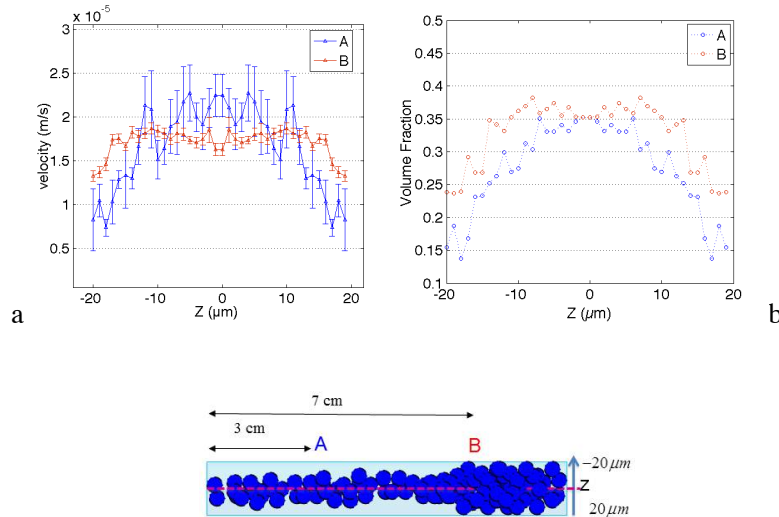 x 10⁻⁵
3
2.5
2
1.5
1
0.5
velocity (m/s)
A
B
-20 -10 0 10 20
Z (µm)
a
0.5
0.45
0.4
0.35
0.3
0.25
0.2
0.15
0.1
Volume Fraction
A
B
-20 -10 0 10 20
Z (µm)
b
7 cm
3 cm
A
B
−20 µm
z
20 µm